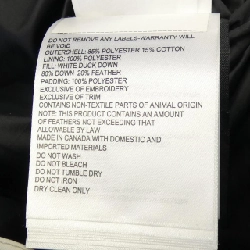 DO NOT REMOVE ANY LABELS-WARRANTY WILL
BE VOID
OUTERSHELL: 85% POLYESTER 15% COTTON
LINING: 100% POLYESTER
FILL: WHITE DUCK DOWN
80% DOWN 20% FEATHER
PADDING: 100% POLYESTER
EXCLUSIVE OF EMBROIDERY
EXCLUSIVE OF TRIM
CONTAINS NON-TEXTILE PARTS OF ANIMAL ORIGIN
NOTE: THIS PRODUCT CONTAINS AN AMOUNT
OF FEATHERS NOT EXCEEDING THAT
ALLOWABLE BY LAW
MADE IN CANADA WITH DOMESTIC AND
IMPORTED MATERIALS
DO NOT WASH
DO NOT BLEACH
DO NOT TUMBLE DRY
DO NOT IRON
DRY CLEAN ONLY